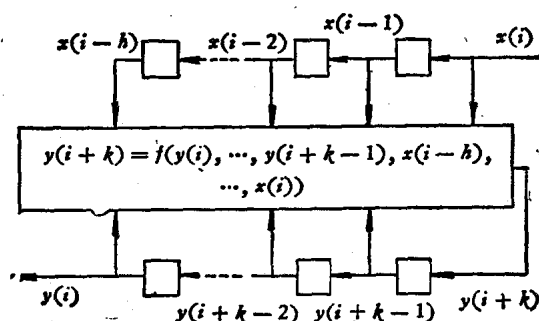 x(i−1)
x(i−h) x(i−2) x(i)
y(i + k) = f(y(i), ⋯, y(i + k − 1), x(i − h),
⋯, x(i))
y(i) y(i + k − 2) y(i + k − 1) y(i + k)